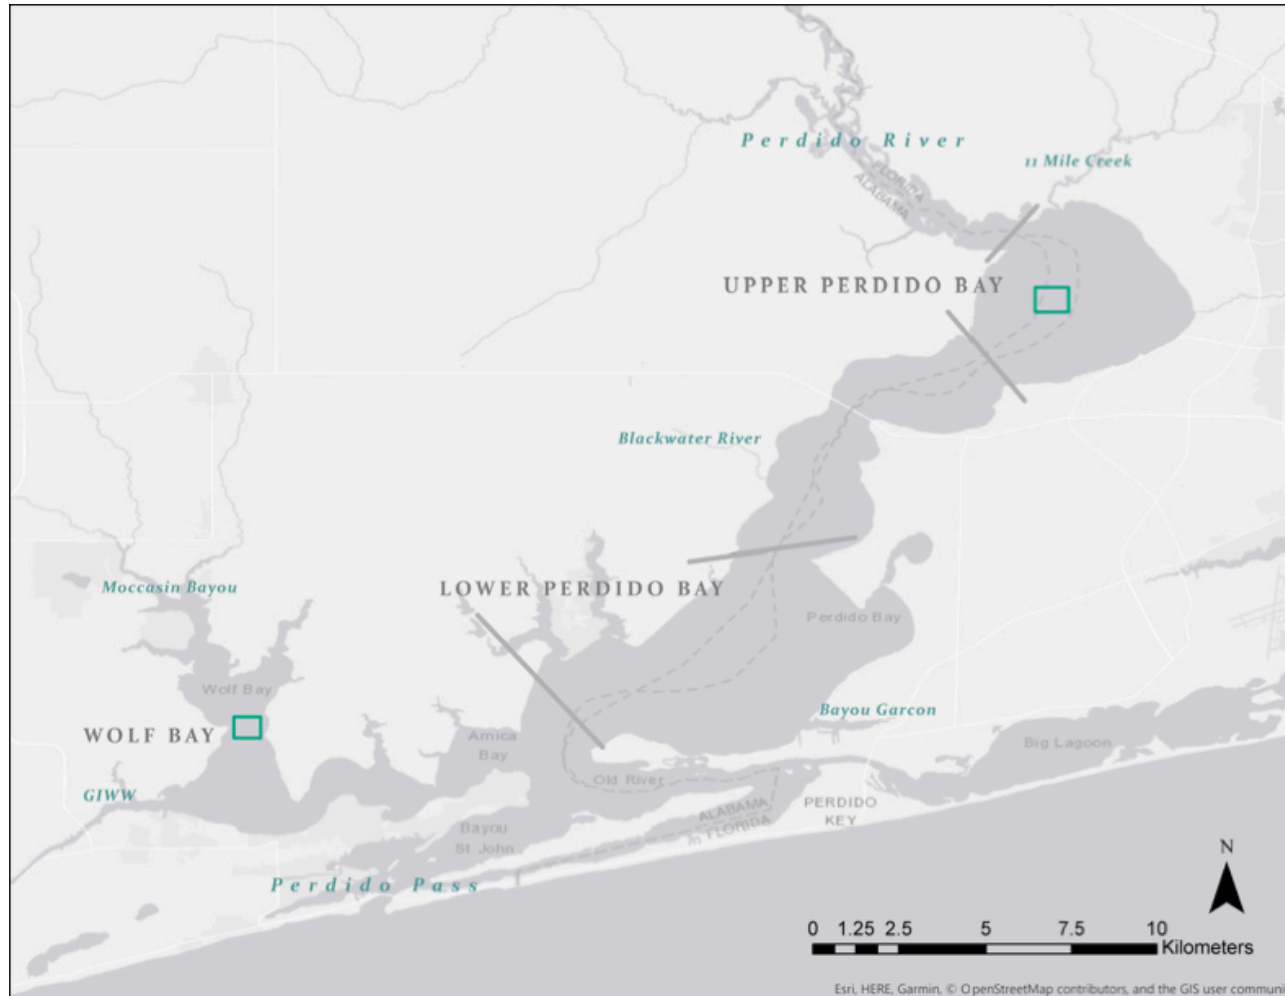 Perdido River
11 Mile Creek
FLORIDA
ALABAMA
UPPER PERDIDO BAY
Blackwater River
Moccasin Bayou
LOWER PERDIDO BAY
Perdido Bay
Wolf Bay
WOLF BAY
Bayou Garcon
Arnica
Bay
Big Lagoon
Old River
GIWW
ALABAMA
FLORIDA
PERDIDO
KEY
Bayou
St John
Perdido Pass
N
0 1.25 2.5 5 7.5 10
Kilometers
Esri, HERE, Garmin, © OpenStreetMap contributors, and the GIS user communi